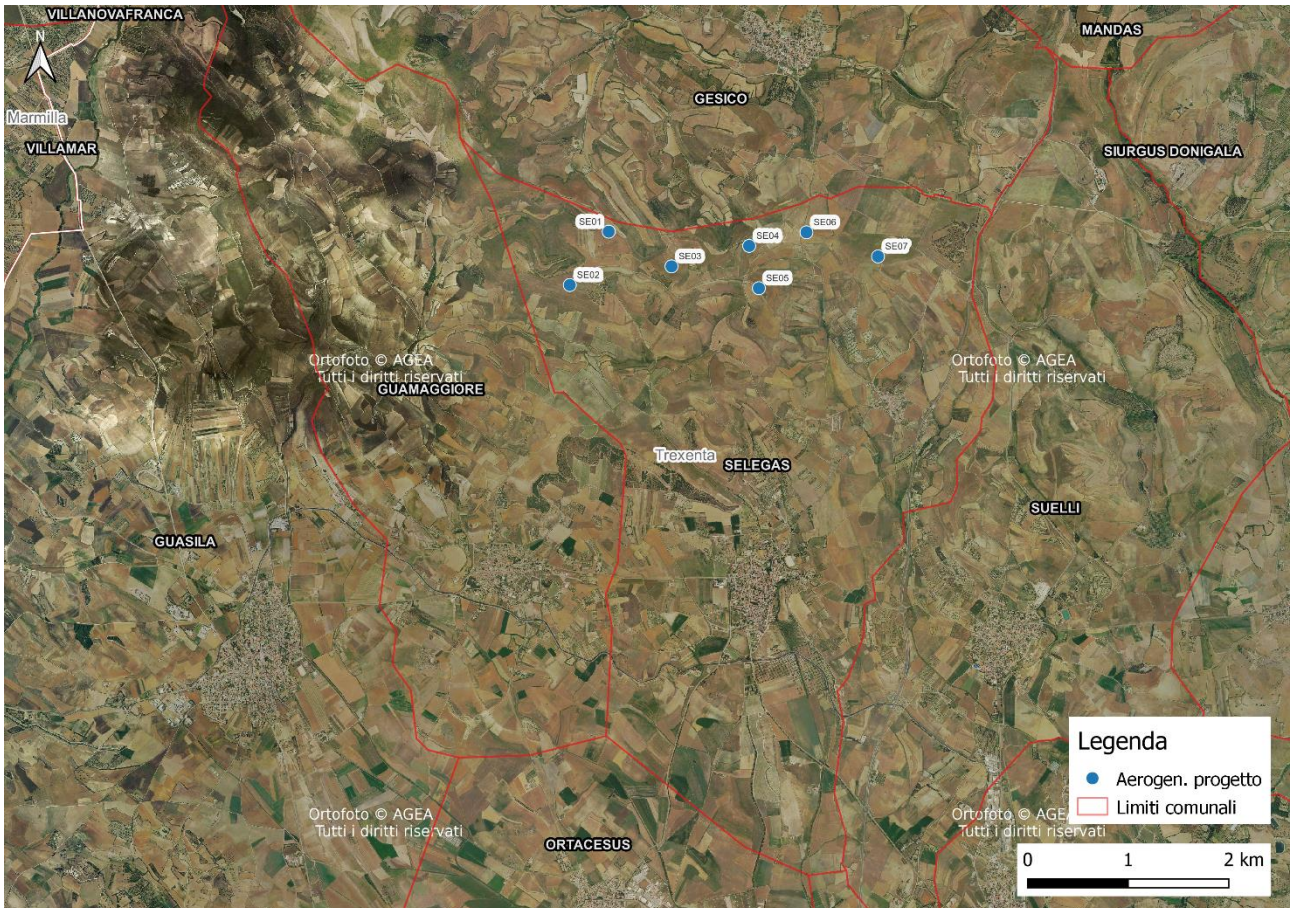 VILLANOVAFRANCA
MANDAS
N
GESICO
Marmilla
VILLAMAR
SIURGUS DONIGALA
SE01
SE06
SE04
SE03
SE07
SE02
SE05
Ortofoto © AGEA
Tutti i diritti riservati
Ortofoto © AGEA
Tutti i diritti riservati
GUAMAGGIORE
Trexenta
SELEGAS
SUELLI
GUASILA
Legenda
Aerogen. progetto
Limiti comunali
Ortofoto © AGEA
Tutti i diritti riservati
Ortofoto © AGEA
Tutti i diritti riservati
ORTACESUS
0 1 2 km